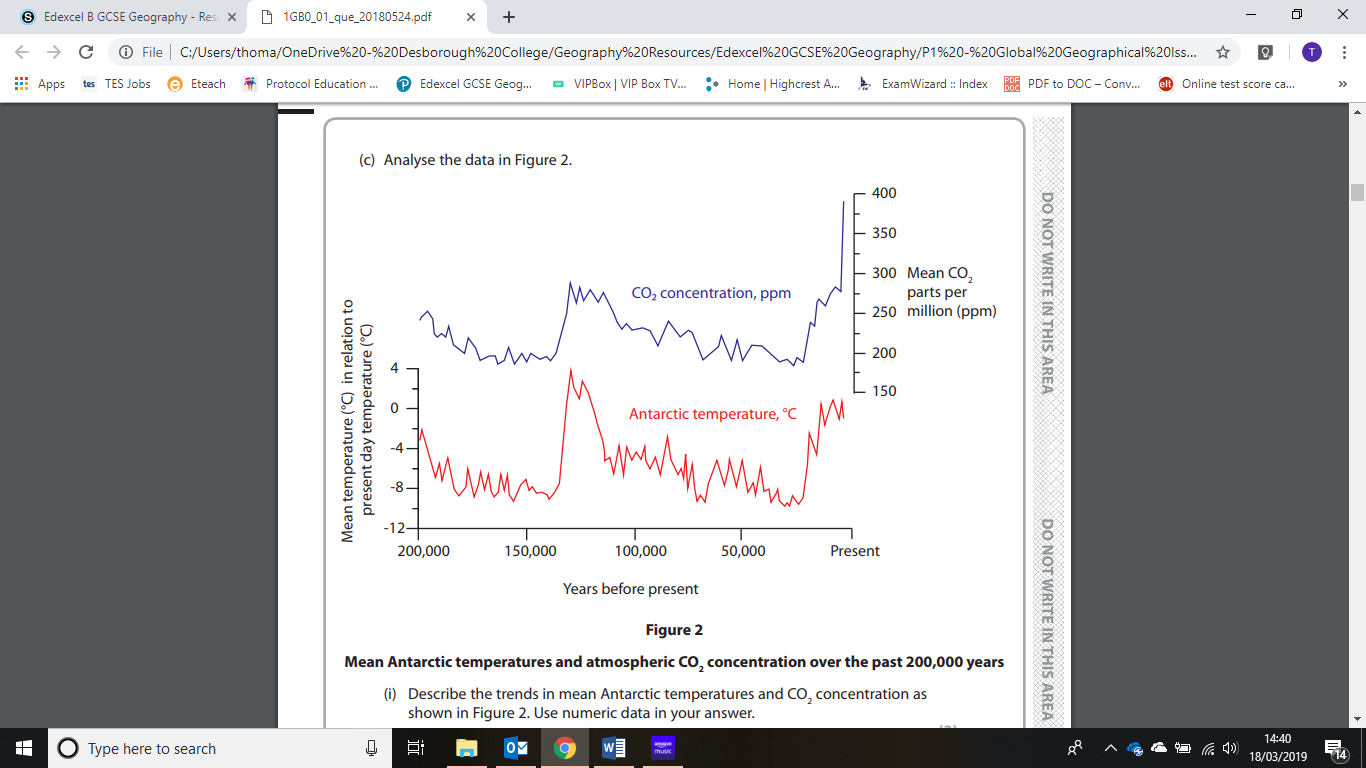 Edexcel B GCSE Geography - Res
1GB0_01_que_20180524.pdf
File | C:/Users/thoma/OneDrive%20-%20Desborough%20College/Geography%20Resources/Edexcel%20GCSE%20Geography/P1%20-%20Global%20Geographical%20Iss...
T
Apps
tes TES Jobs
Eteach
Protocol Education ...
Edexcel GCSE Geog...
VIPBox | VIP Box TV...
Home | Highcrest A...
ExamWizard :: Index
PDF to DOC – Conv...
elt Online test score ca...
»
(c) Analyse the data in Figure 2.
400
350
300
250
200
150
Mean CO₂
parts per
million (ppm)
CO₂ concentration, ppm
Mean temperature (°C) in relation to
present day temperature (°C)
4
0
-4
-8
-12
Antarctic temperature, °C
200,000
150,000
100,000
50,000
Present
Years before present
Figure 2
Mean Antarctic temperatures and atmospheric CO₂ concentration over the past 200,000 years
(i) Describe the trends in mean Antarctic temperatures and CO₂ concentration as
shown in Figure 2. Use numeric data in your answer.
DO NOT WRITE IN THIS AREA
DO NOT WRITE IN THIS AREA
Type here to search
amazon
music
14:40
18/03/2019
14